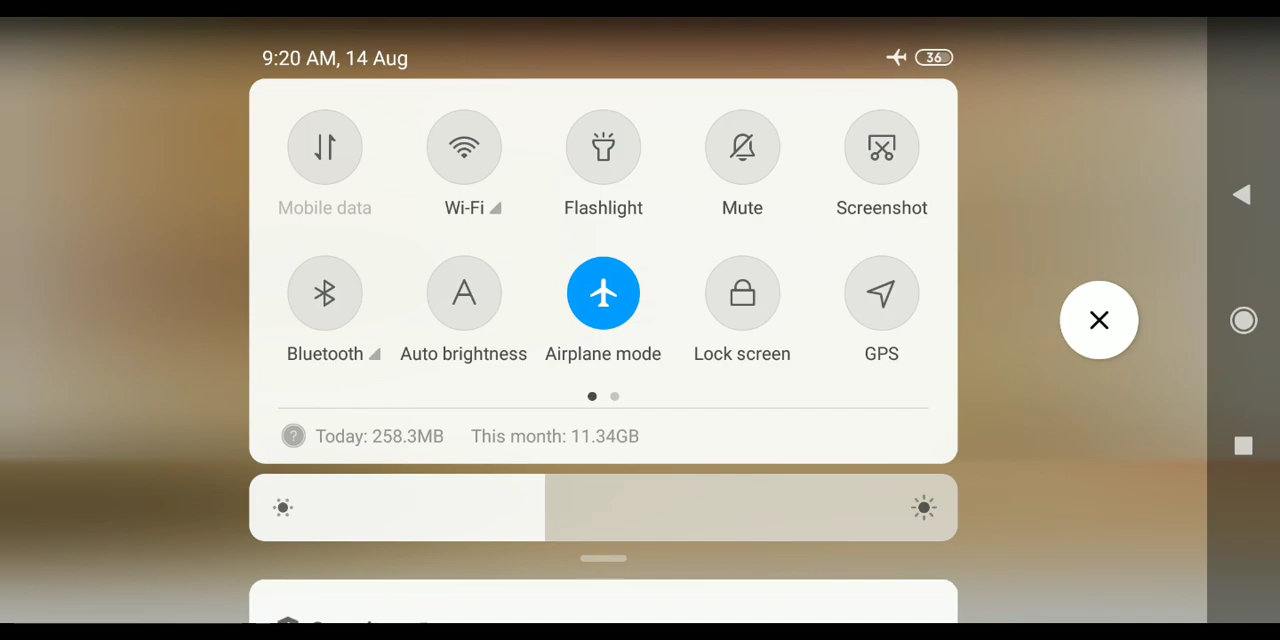 9:20 AM, 14 Aug 36
Mobile data Wi-Fi Flashlight Mute Screenshot
Bluetooth Auto brightness Airplane mode Lock screen GPS
? Today: 258.3MB This month: 11.34GB